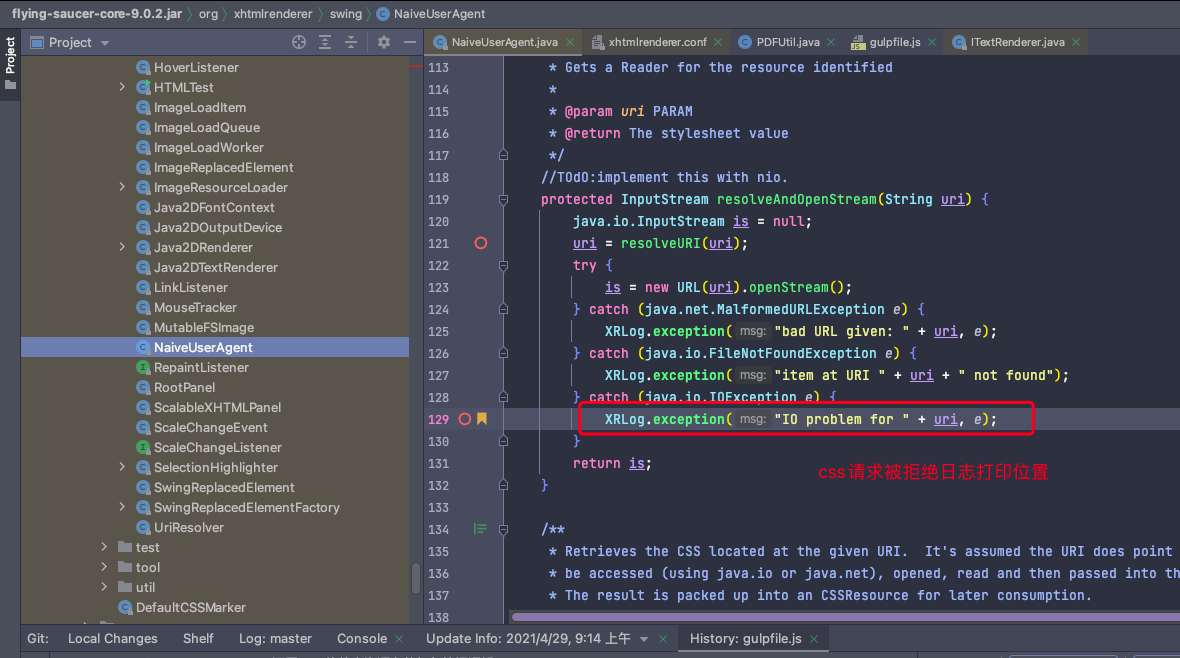 flying-saucer-core-9.0.2.jar org xhtmlrenderer swing NaiveUserAgent
Project
Project
HoverListener
HTMLTest
ImageLoadItem
ImageLoadQueue
ImageLoadWorker
ImageReplacedElement
ImageResourceLoader
Java2DFontContext
Java2DOutputDevice
Java2DRenderer
Java2DTextRenderer
LinkListener
MouseTracker
MutableFSImage
NaiveUserAgent
RepaintListener
RootPanel
ScalableXHTMLPanel
ScaleChangeEvent
ScaleChangeListener
SelectionHighlighter
SwingReplacedElement
SwingReplacedElementFactory
UriResolver
test
tool
util
DefaultCSSMarker
NaiveUserAgent.java xhtmlrenderer.conf PDFUtil.java gulpfile.js ITextRenderer.java
113 * Gets a Reader for the resource identified
114 *
115 * @param uri PARAM
116 * @return The stylesheet value
117 */
118 //TOdO:implement this with nio.
119 protected InputStream resolveAndOpenStream(String uri) {
120 java.io.InputStream is = null;
121 uri = resolveURI(uri);
122 try {
123 is = new URL(uri).openStream();
124 } catch (java.net.MalformedURLException e) {
125 XRLog.exception( msg: "bad URL given: " + uri, e);
126 } catch (java.io.FileNotFoundException e) {
127 XRLog.exception( msg: "item at URI " + uri + " not found");
128 } catch (java.io.IOException e) {
129 XRLog.exception( msg: "IO problem for " + uri, e);
130 }
131 return is;
css请求被拒绝日志打印位置
132 }
133
134 /**
135 * Retrieves the CSS located at the given URI. It's assumed the URI does point
136 * be accessed (using java.io or java.net), opened, read and then passed into th
137 * The result is packed up into an CSSResource for later consumption.
138
Git: Local Changes Shelf Log: master Console Update Info: 2021/4/29, 9:14 上午 History: gulpfile.js